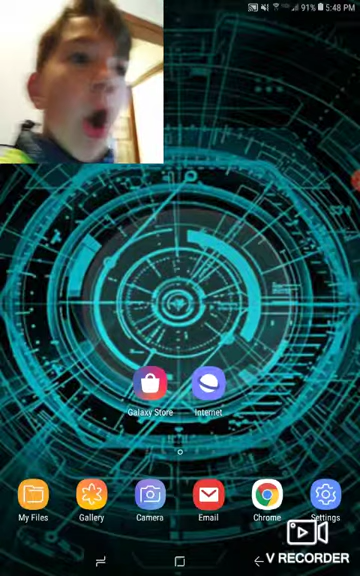 91% 5:48 PM
Galaxy Store
Internet
My Files
Gallery
Camera
Email
Chrome
Settings
V RECORDER